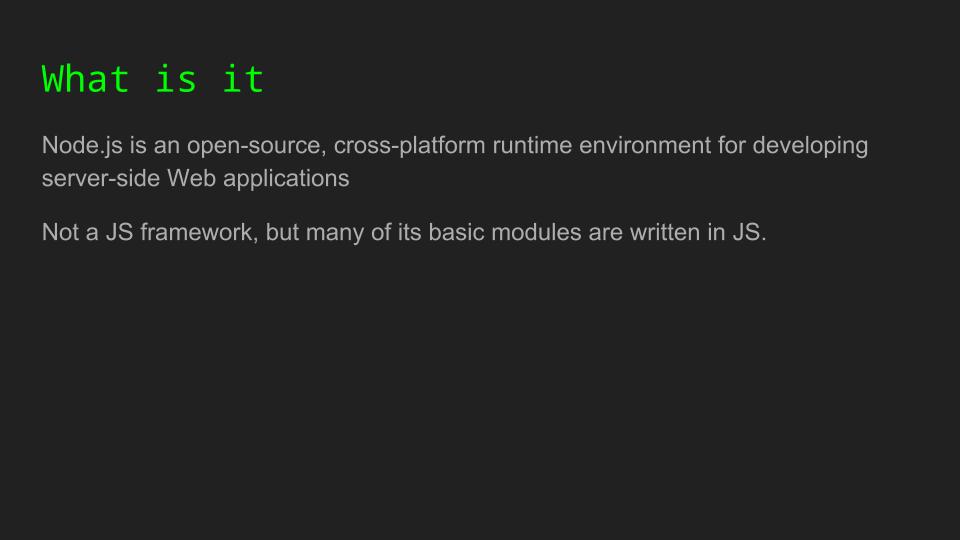 What is it
Node.js is an open-source, cross-platform runtime environment for developing
server-side Web applications
Not a JS framework, but many of its basic modules are written in JS.